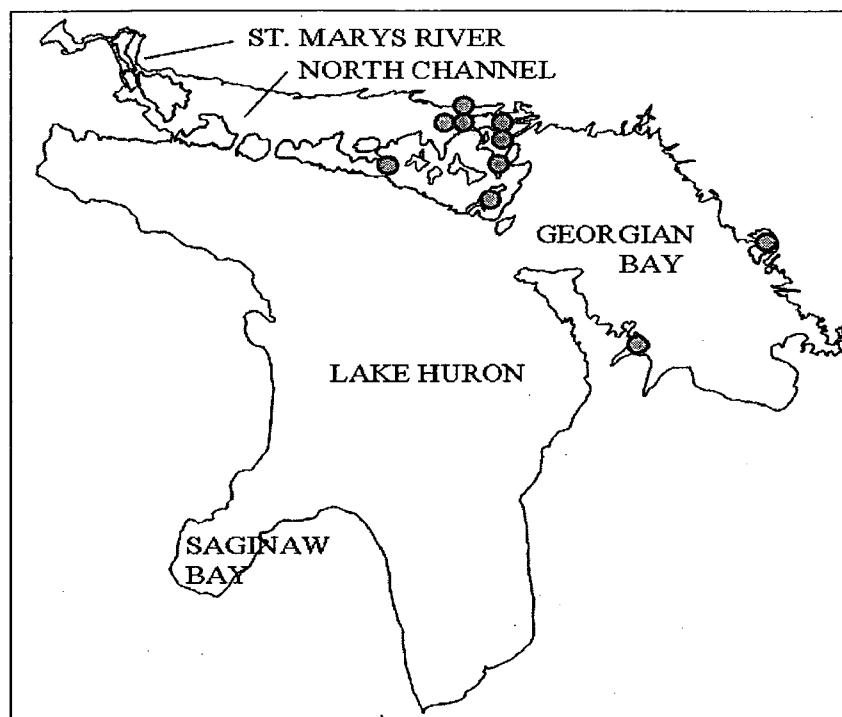 ST. MARYS RIVER
NORTH CHANNEL
GEORGIAN
BAY
LAKE HURON
SAGINAW
BAY